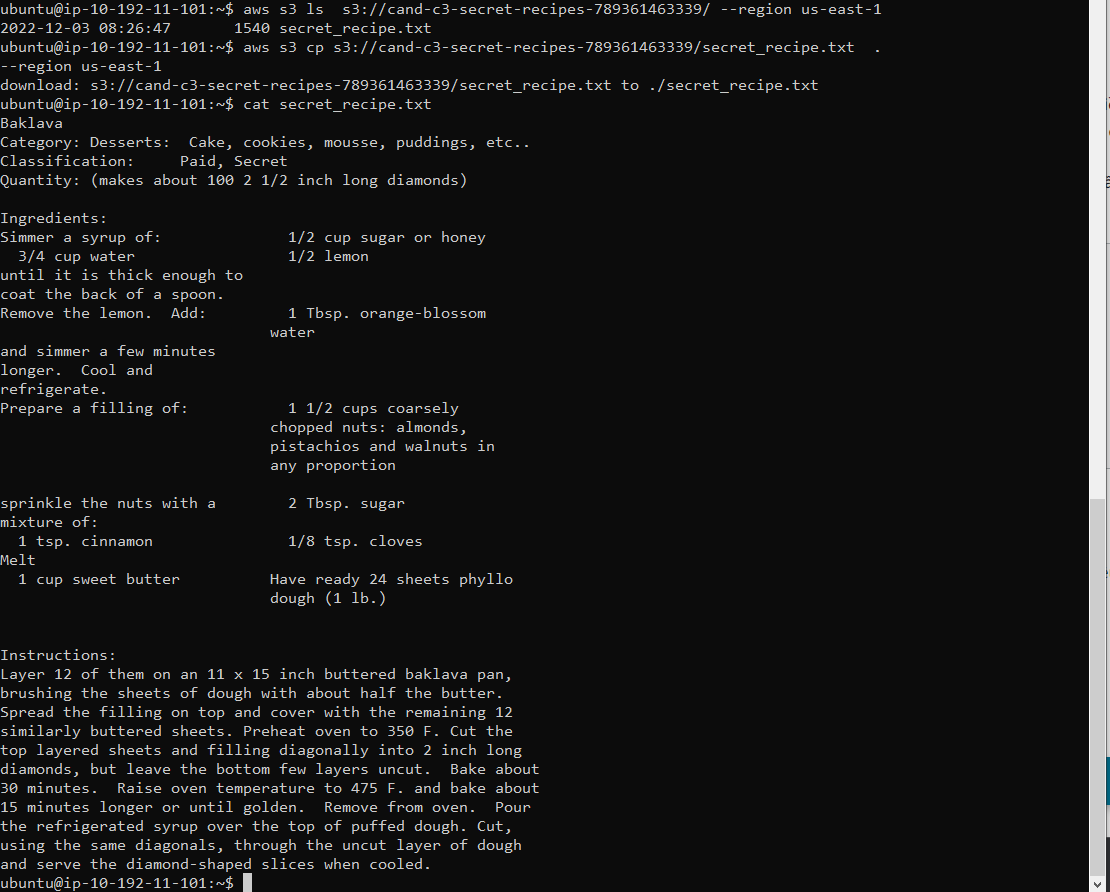 ubuntu@ip-10-192-11-101:~$ aws s3 ls  s3://cand-c3-secret-recipes-789361463339/ --region us-east-1
2022-12-03 08:26:47       1540 secret_recipe.txt
ubuntu@ip-10-192-11-101:~$ aws s3 cp s3://cand-c3-secret-recipes-789361463339/secret_recipe.txt  .
--region us-east-1
download: s3://cand-c3-secret-recipes-789361463339/secret_recipe.txt to ./secret_recipe.txt
ubuntu@ip-10-192-11-101:~$ cat secret_recipe.txt
Baklava
Category: Desserts:  Cake, cookies, mousse, puddings, etc..
Classification:     Paid, Secret
Quantity: (makes about 100 2 1/2 inch long diamonds)

Ingredients:
Simmer a syrup of:              1/2 cup sugar or honey
  3/4 cup water                 1/2 lemon
until it is thick enough to
coat the back of a spoon.
Remove the lemon.  Add:         1 Tbsp. orange-blossom
                              water
and simmer a few minutes
longer.  Cool and
refrigerate.
Prepare a filling of:           1 1/2 cups coarsely
                              chopped nuts: almonds,
                              pistachios and walnuts in
                              any proportion

sprinkle the nuts with a        2 Tbsp. sugar
mixture of:
  1 tsp. cinnamon               1/8 tsp. cloves
Melt
  1 cup sweet butter          Have ready 24 sheets phyllo
                              dough (1 lb.)


Instructions:
Layer 12 of them on an 11 x 15 inch buttered baklava pan,
brushing the sheets of dough with about half the butter.
Spread the filling on top and cover with the remaining 12
similarly buttered sheets. Preheat oven to 350 F. Cut the
top layered sheets and filling diagonally into 2 inch long
diamonds, but leave the bottom few layers uncut.  Bake about
30 minutes.  Raise oven temperature to 475 F. and bake about
15 minutes longer or until golden.  Remove from oven.  Pour
the refrigerated syrup over the top of puffed dough. Cut,
using the same diagonals, through the uncut layer of dough
and serve the diamond-shaped slices when cooled.
ubuntu@ip-10-192-11-101:~$